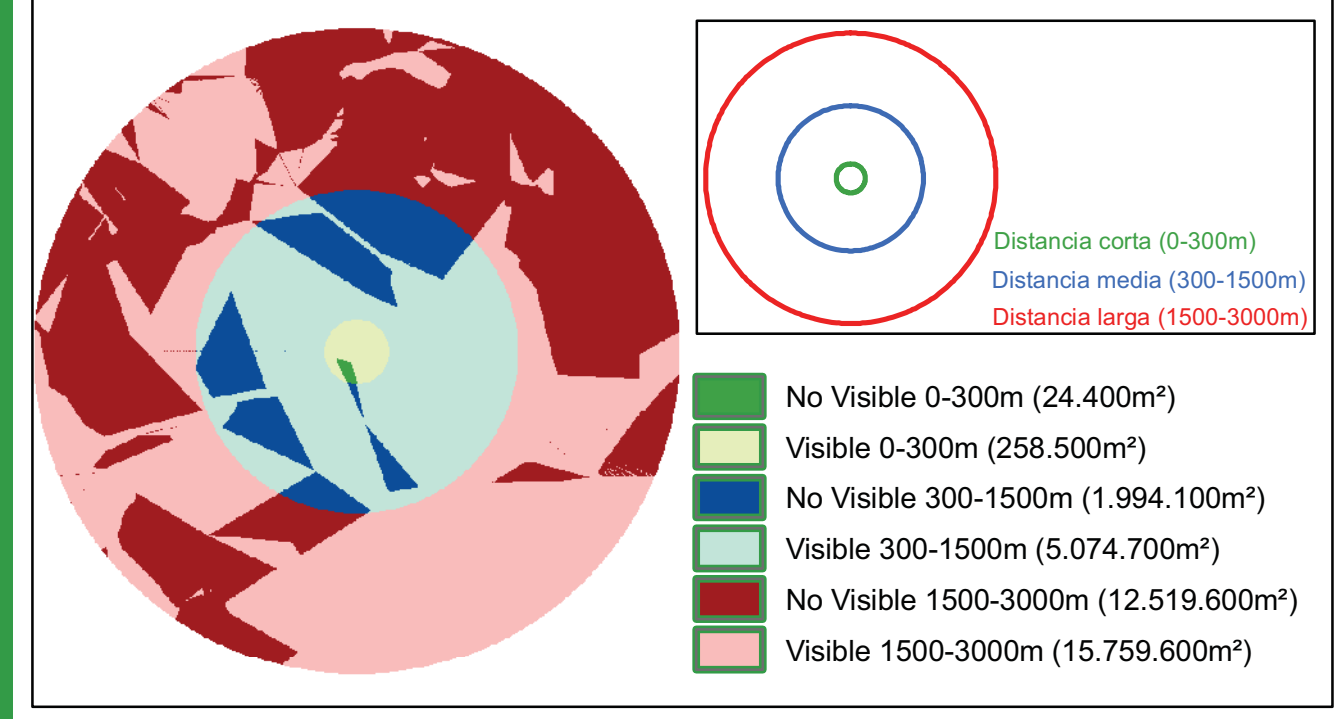 Distancia corta (0-300m)
Distancia media (300-1500m)
Distancia larga (1500-3000m)
No Visible 0-300m (24.400m²)
Visible 0-300m (258.500m²)
No Visible 300-1500m (1.994.100m²)
Visible 300-1500m (5.074.700m²)
No Visible 1500-3000m (12.519.600m²)
Visible 1500-3000m (15.759.600m²)